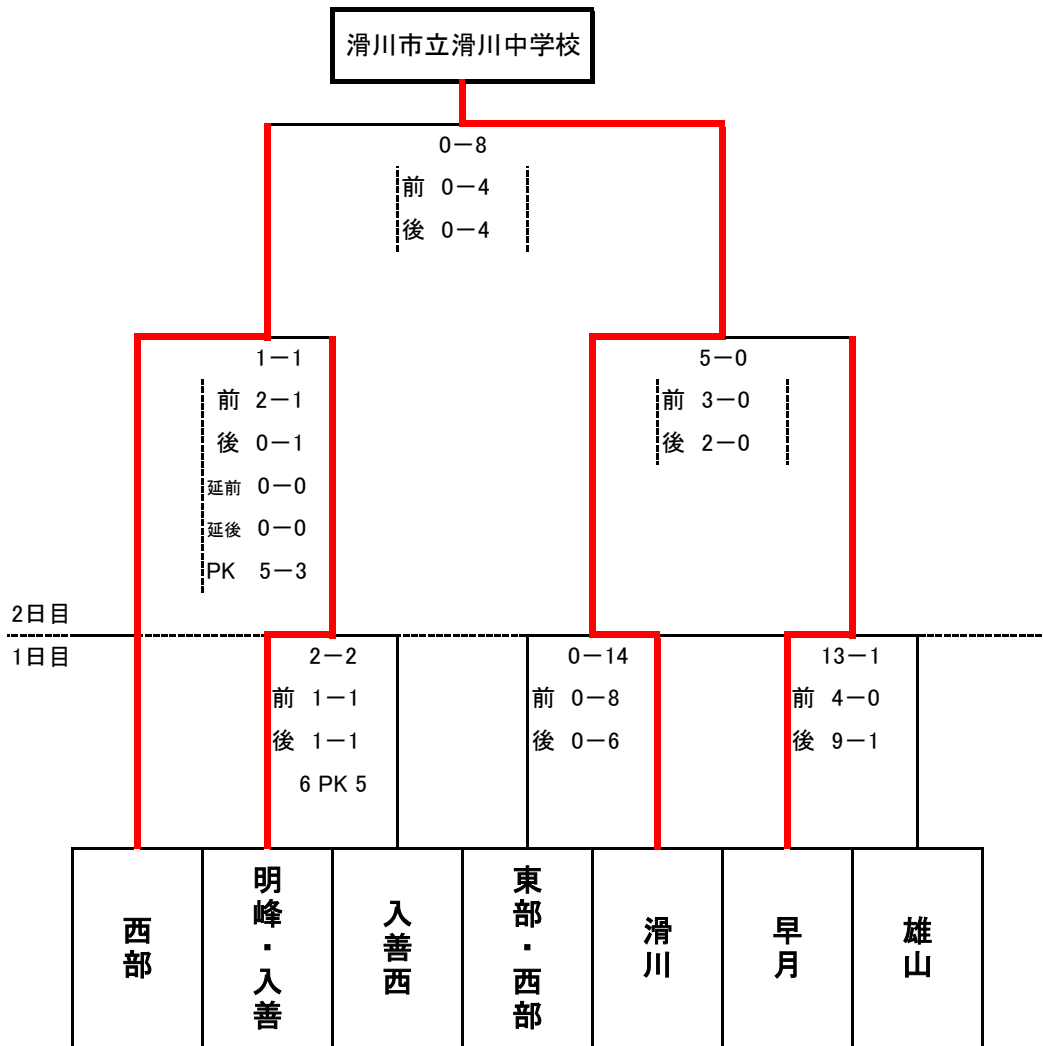 滑川市立滑川中学校
0－8
前 0－4
後 0－4
1－1
前 2－1
後 0－1
延前 0－0
延後 0－0
PK 5－3
5－0
前 3－0
後 2－0
2日目
1日目
2－2
前 1－1
後 1－1
6 PK 5
0－14
前 0－8
後 0－6
13－1
前 4－0
後 9－1
西部
明峰・入善
入善西
東部・西部
滑川
早月
雄山